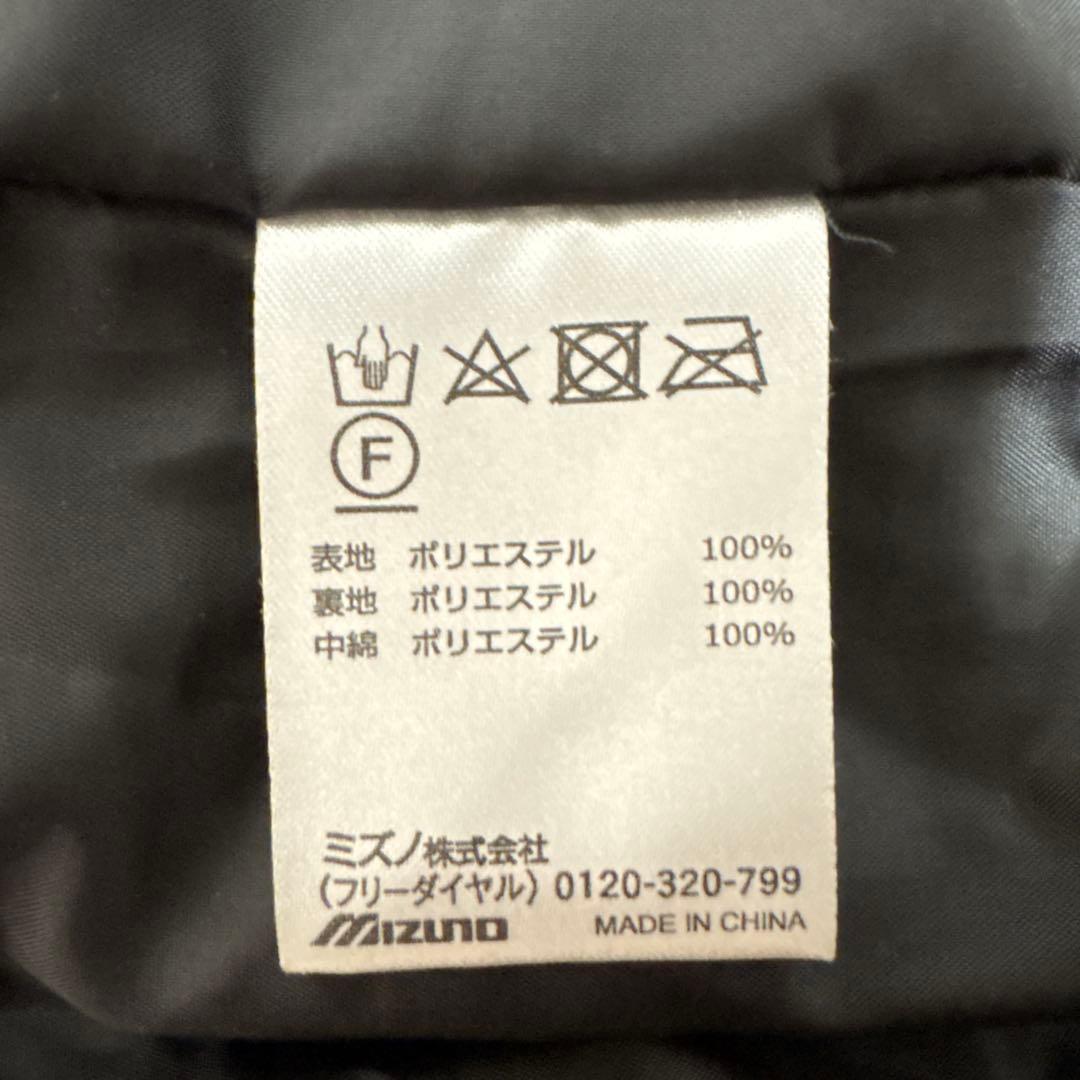 F
表地 ポリエステル 100%
裏地 ポリエステル 100%
中綿 ポリエステル 100%
ミズノ株式会社
(フリーダイヤル) 0120-320-799
MIZUNO MADE IN CHINA